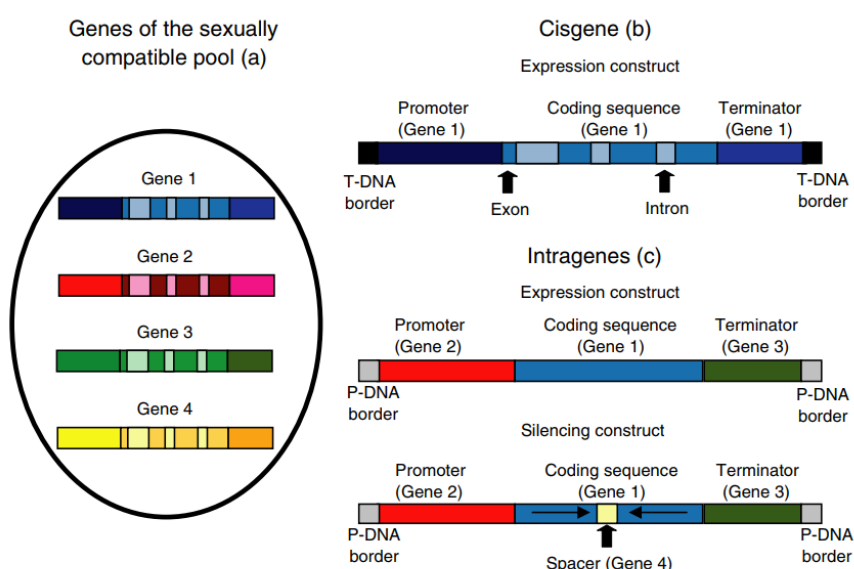 Genes of the sexually
compatible pool (a)
Gene 1
Gene 2
Gene 3
Gene 4
Cisgene (b)
Expression construct
Promoter
(Gene 1)
Coding sequence
(Gene 1)
Terminator
(Gene 1)
T-DNA
border
Exon
Intron
T-DNA
border
Intragenes (c)
Expression construct
Promoter
(Gene 2)
Coding sequence
(Gene 1)
Terminator
(Gene 3)
P-DNA
border
P-DNA
border
Silencing construct
Promoter
(Gene 2)
Coding sequence
(Gene 1)
Terminator
(Gene 3)
P-DNA
border
Spacer (Gene 4)
P-DNA
border